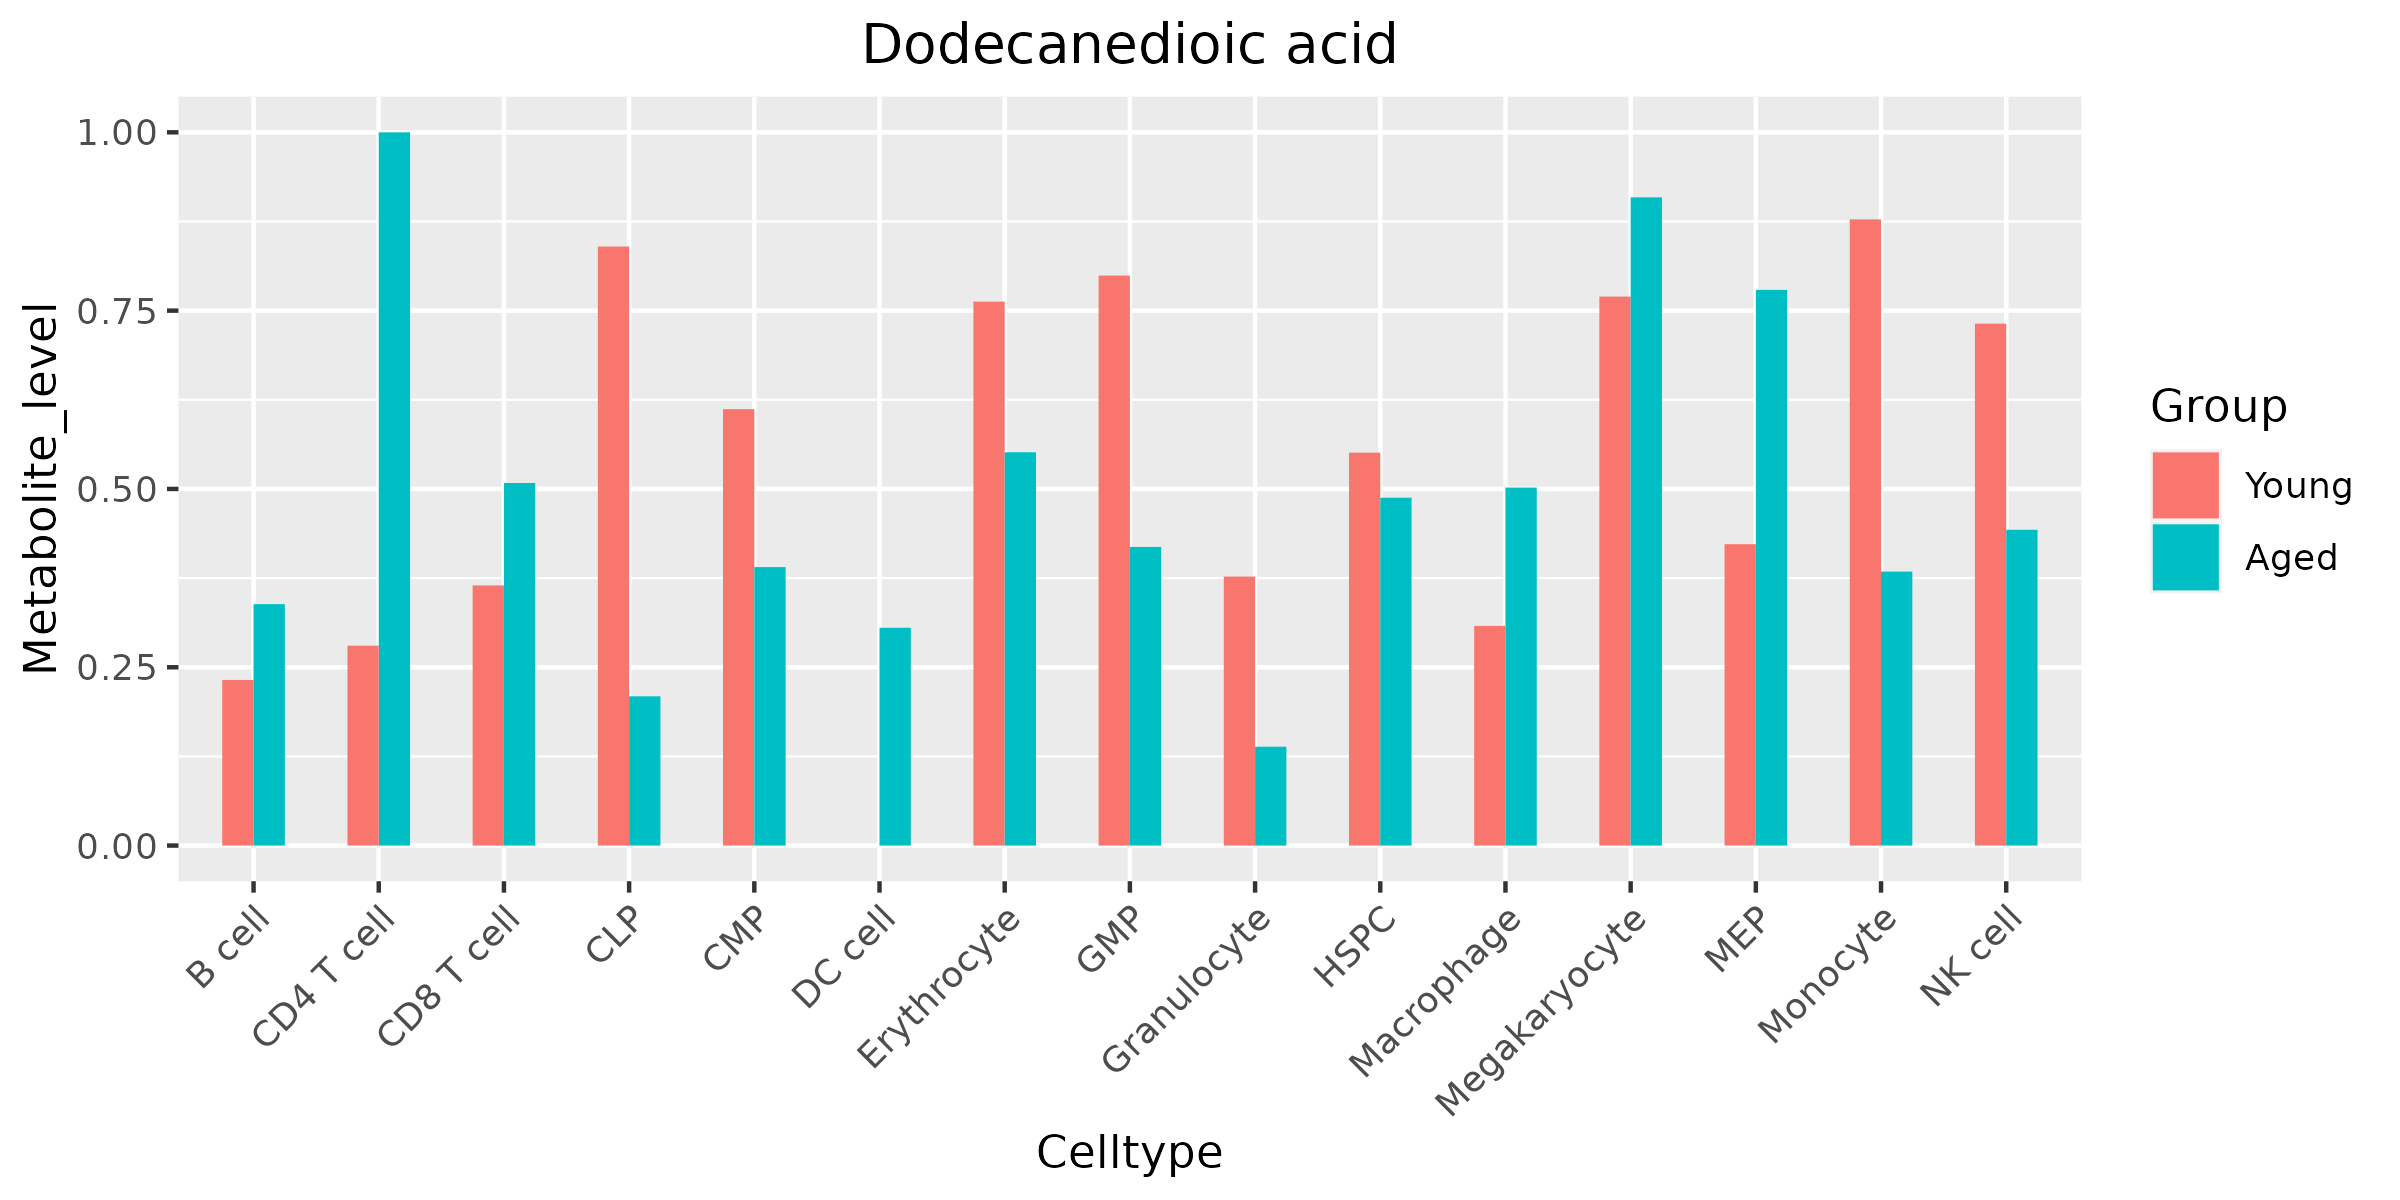 Dodecanedioic acid
Metabolite_level
1.00
0.75
0.50
0.25
0.00
B cell
CD4 T cell
CD8 T cell
CLP
CMP
DC cell
Erythrocyte
GMP
Granulocyte
HSPC
Macrophage
Megakaryocyte
MEP
Monocyte
NK cell
Celltype
Group
Young
Aged